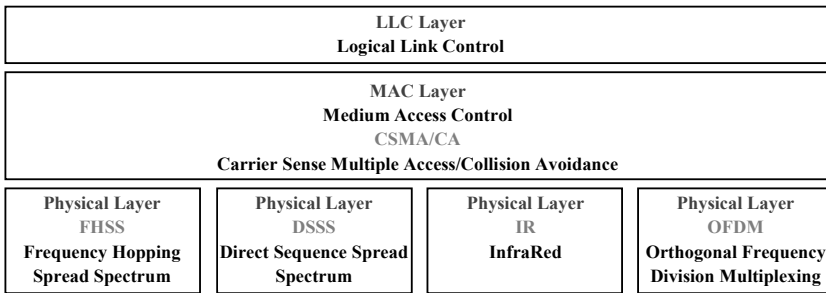 LLC Layer
Logical Link Control
MAC Layer
Medium Access Control
CSMA/CA
Carrier Sense Multiple Access/Collision Avoidance
Physical Layer
FHSS
Frequency Hopping
Spread Spectrum
Physical Layer
DSSS
Direct Sequence Spread
Spectrum
Physical Layer
IR
InfraRed
Physical Layer
OFDM
Orthogonal Frequency
Division Multiplexing